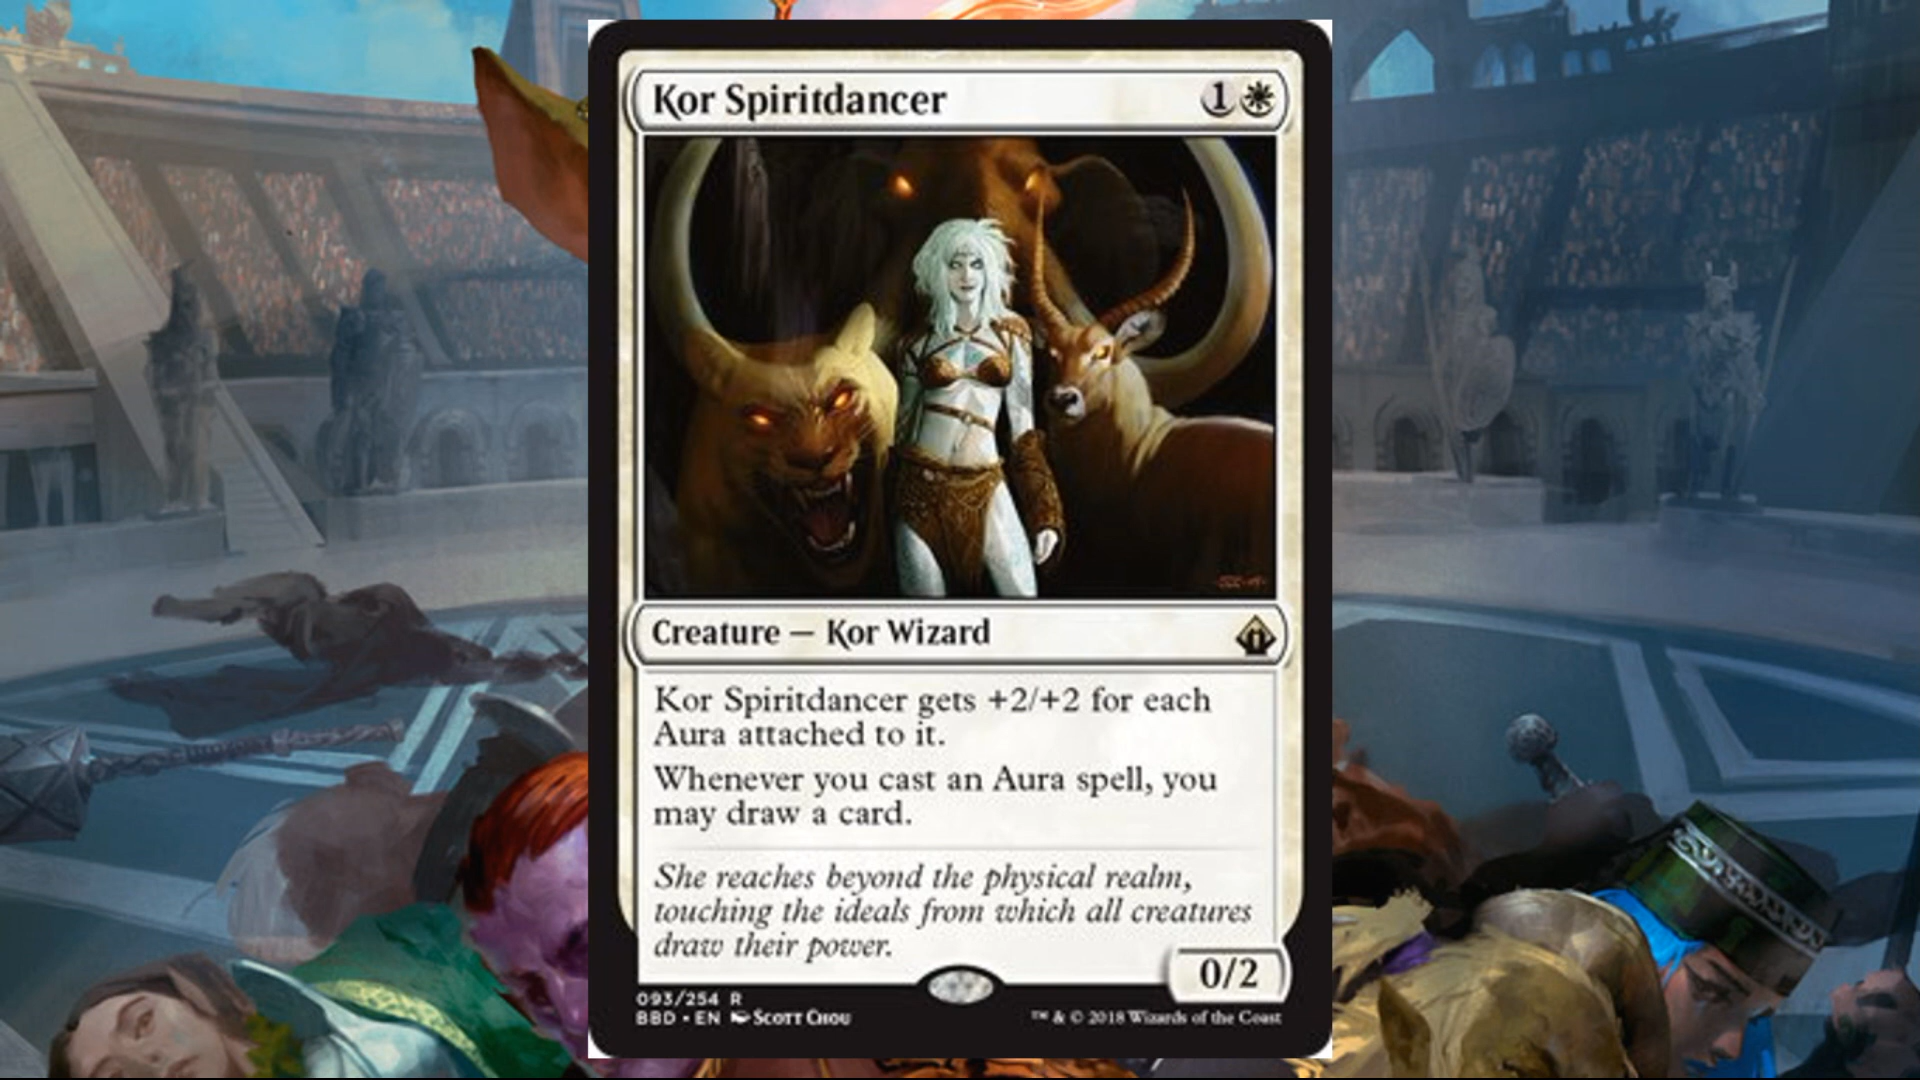 Kor Spiritdancer 1
Creature — Kor Wizard
Kor Spiritdancer gets +2/+2 for each
Aura attached to it.
Whenever you cast an Aura spell, you
may draw a card.
She reaches beyond the physical realm,
touching the ideals from which all creatures
draw their power.
0/2
093/254 R
BBD • EN Scott Chou
™ & © 2018 Wizards of the Coast